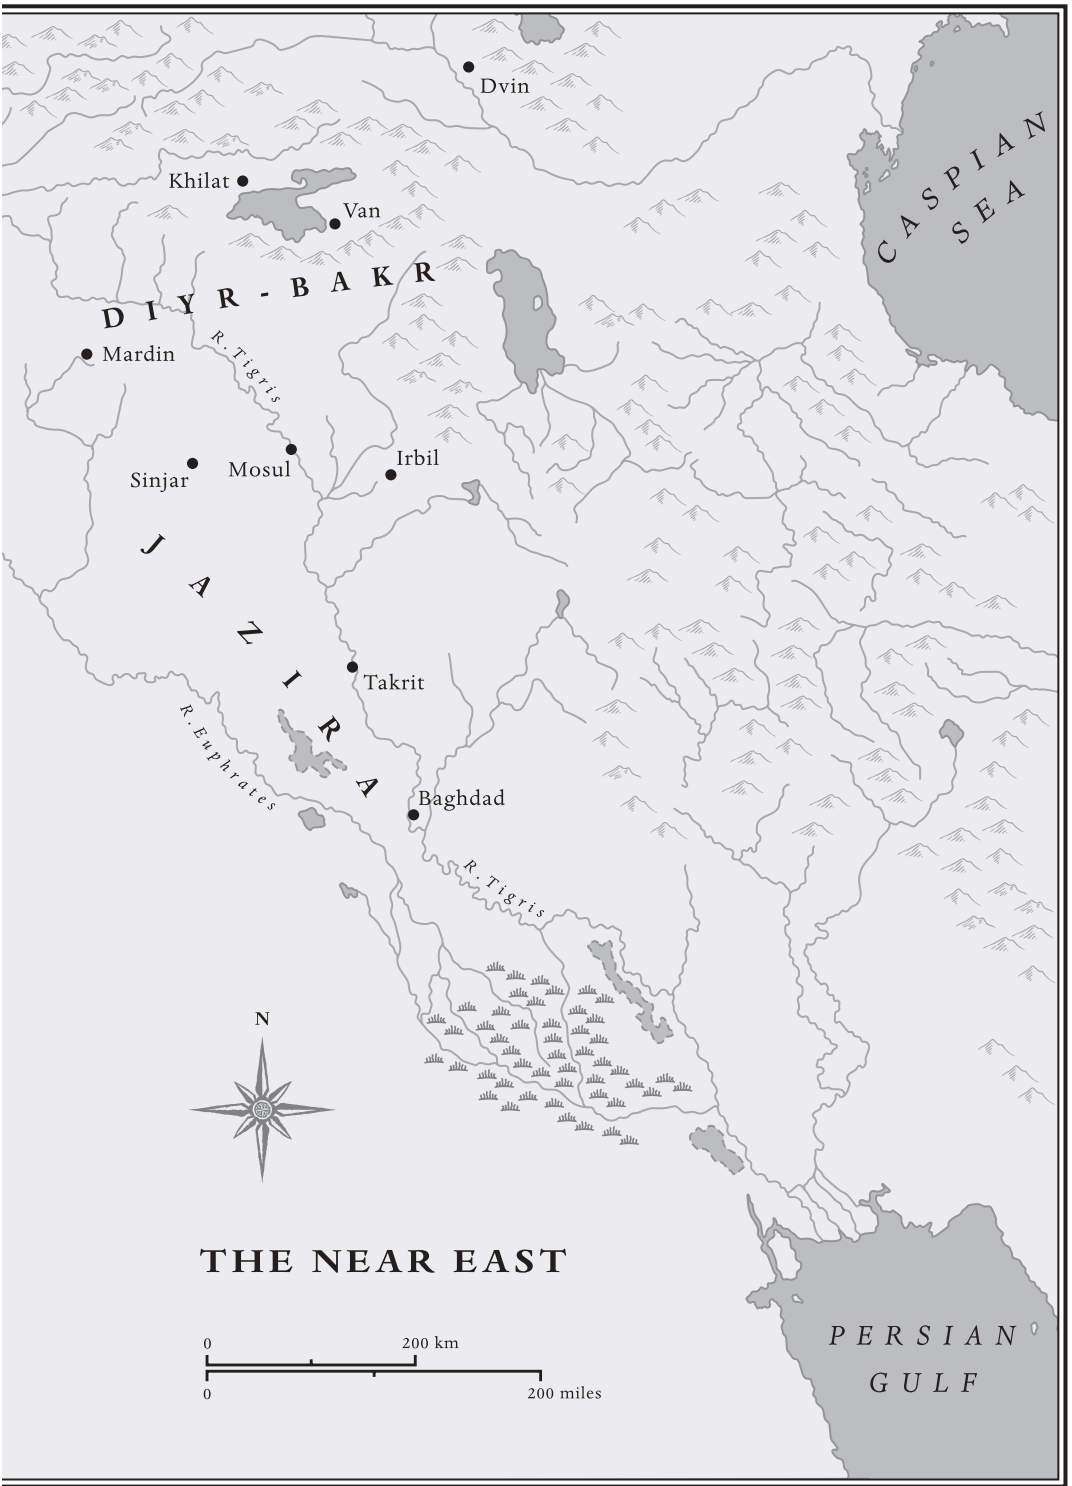 Dvin
CASPIAN
SEA
Khilat
Van
DIYR-BAKR
Mardin
R. Tigris
Irbil
Mosul
Sinjar
JAZIRA
Takrit
R. Euphrates
Baghdad
R. Tigris
N
THE NEAR EAST
0 200 km
0 200 miles
PERSIAN
GULF